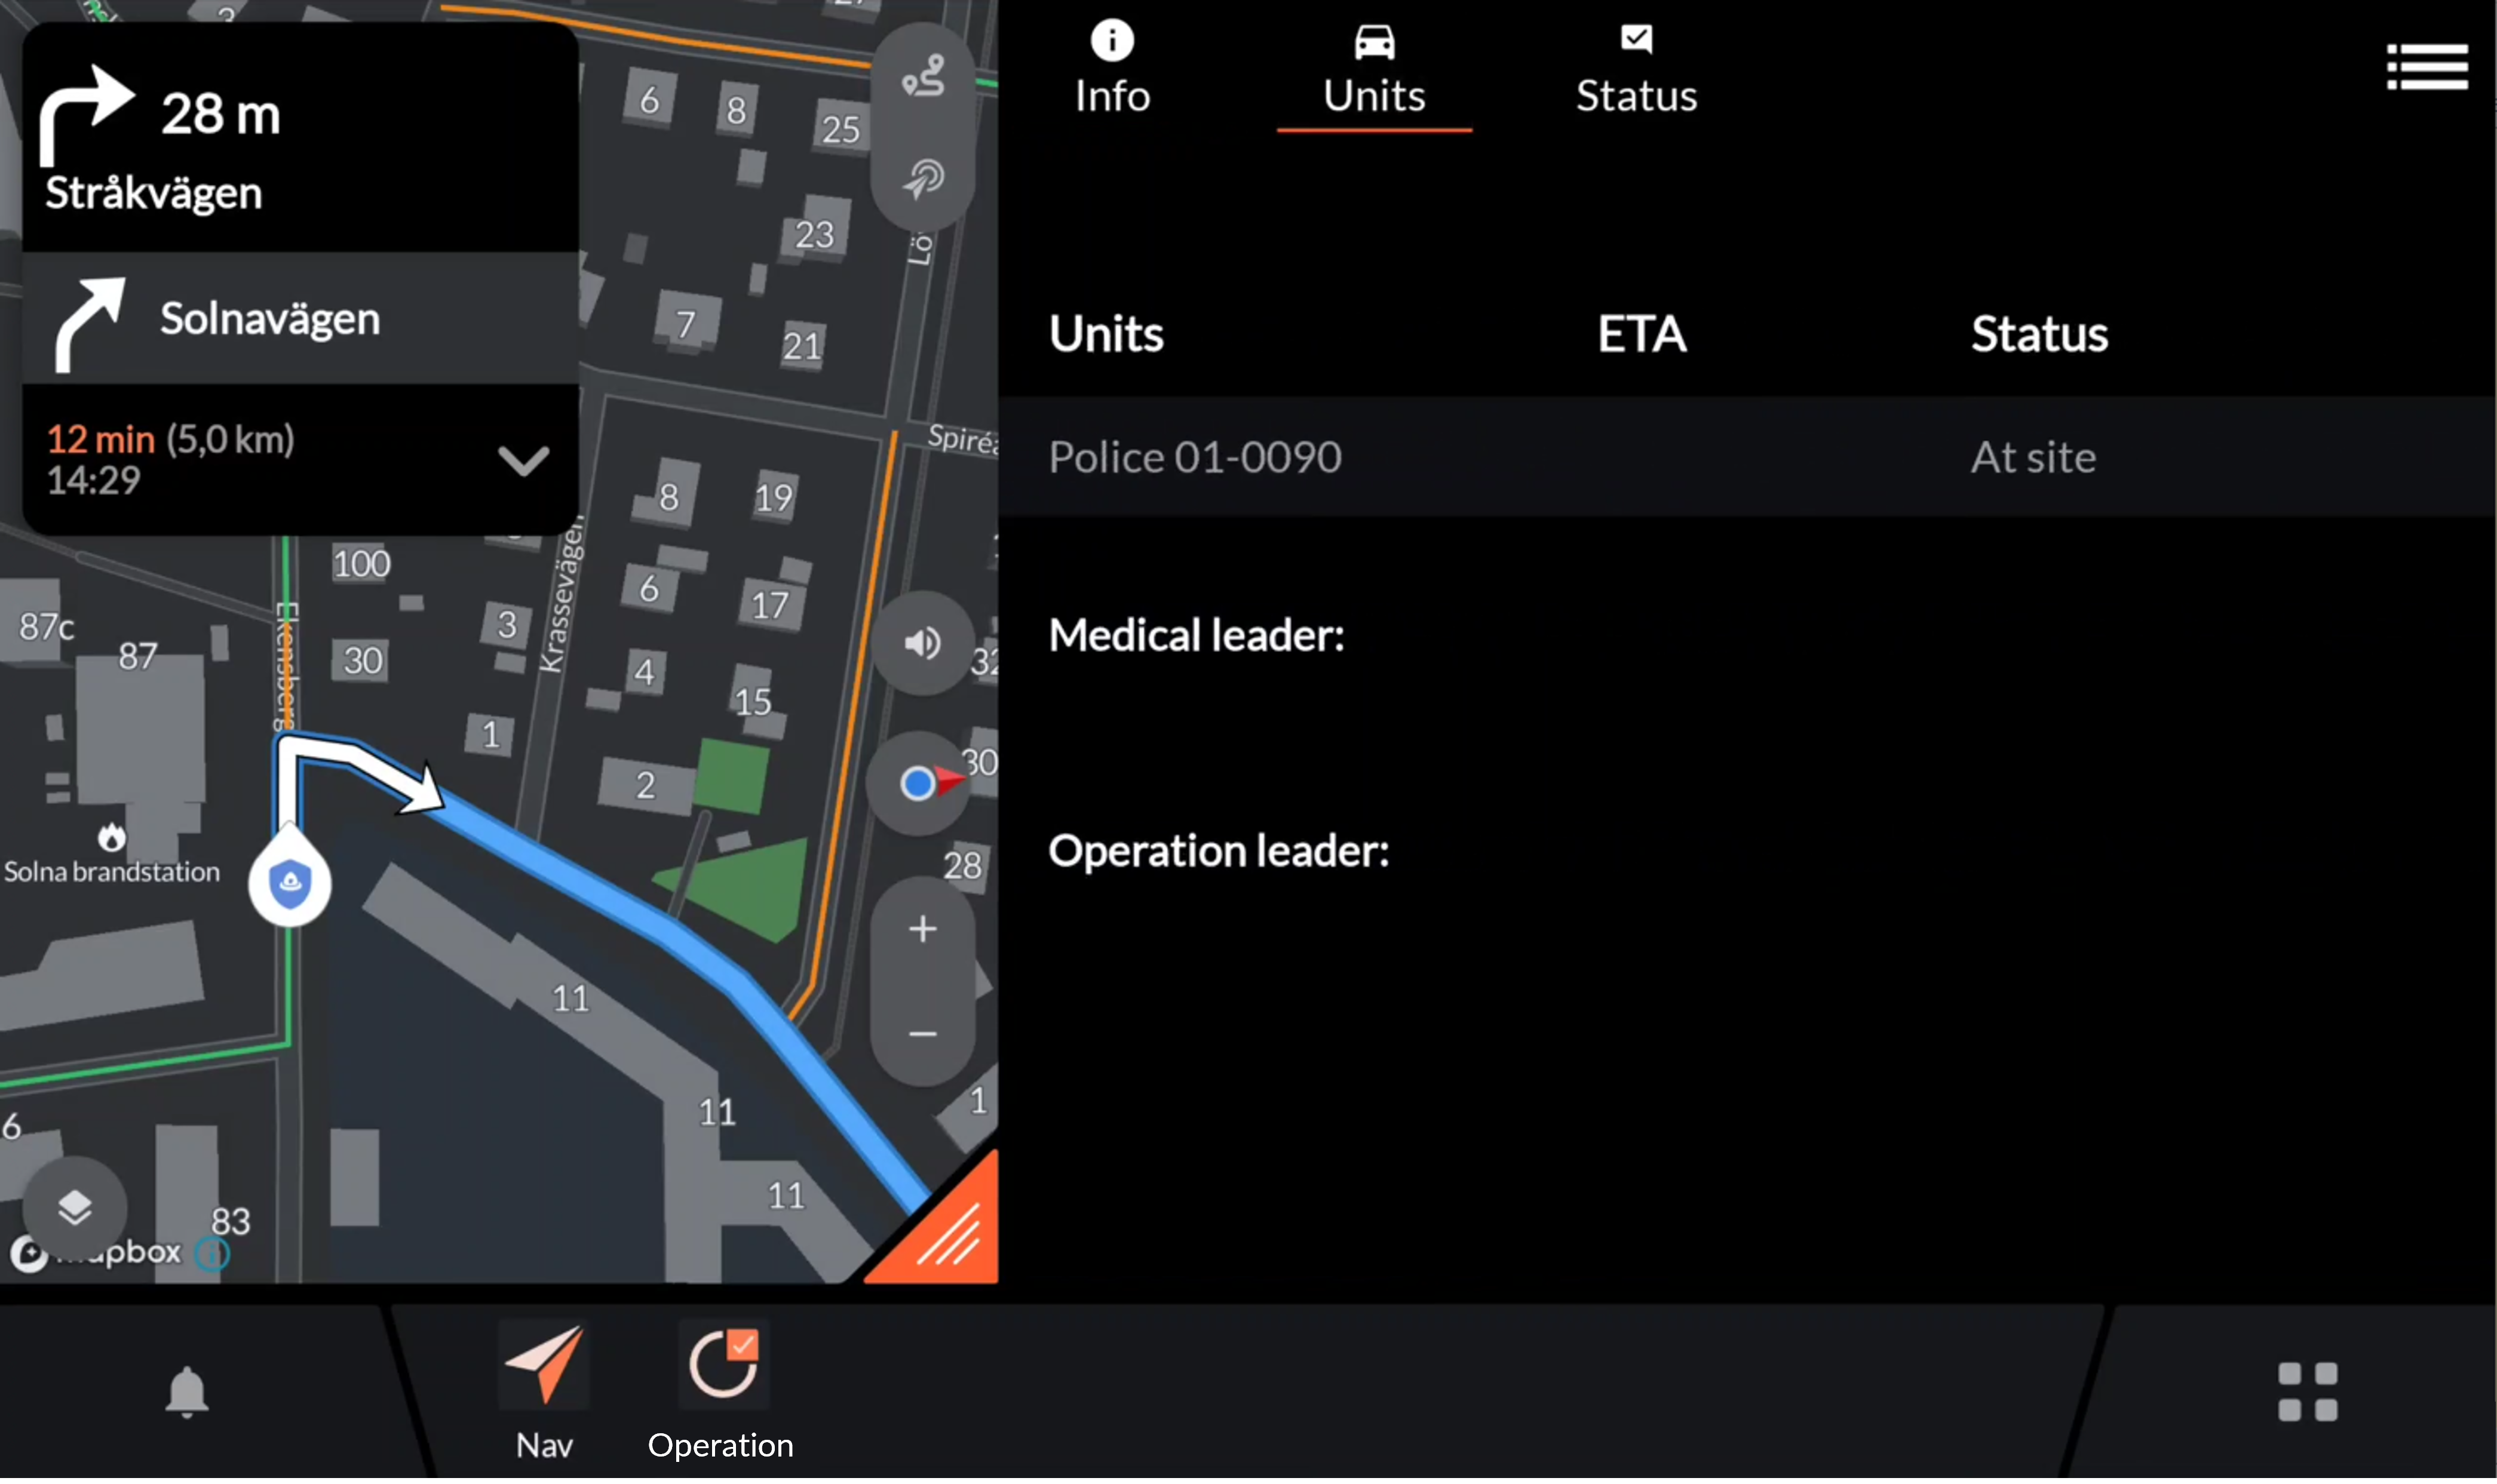 28 m
Stråkvägen
Solnavägen
12 min (5,0 km)
14:29
6
8
25
23
Lö
7
21
Spiréa
8
19
100
6
17
Krassevägen
87c
87
3
30
4
15
32
1
2
30
Solna brandstation
28
11
11
1
6
11
83
pbox
Info
Units
Status
Units ETA Status
Police 01-0090 At site
Medical leader:
Operation leader:
Nav
Operation